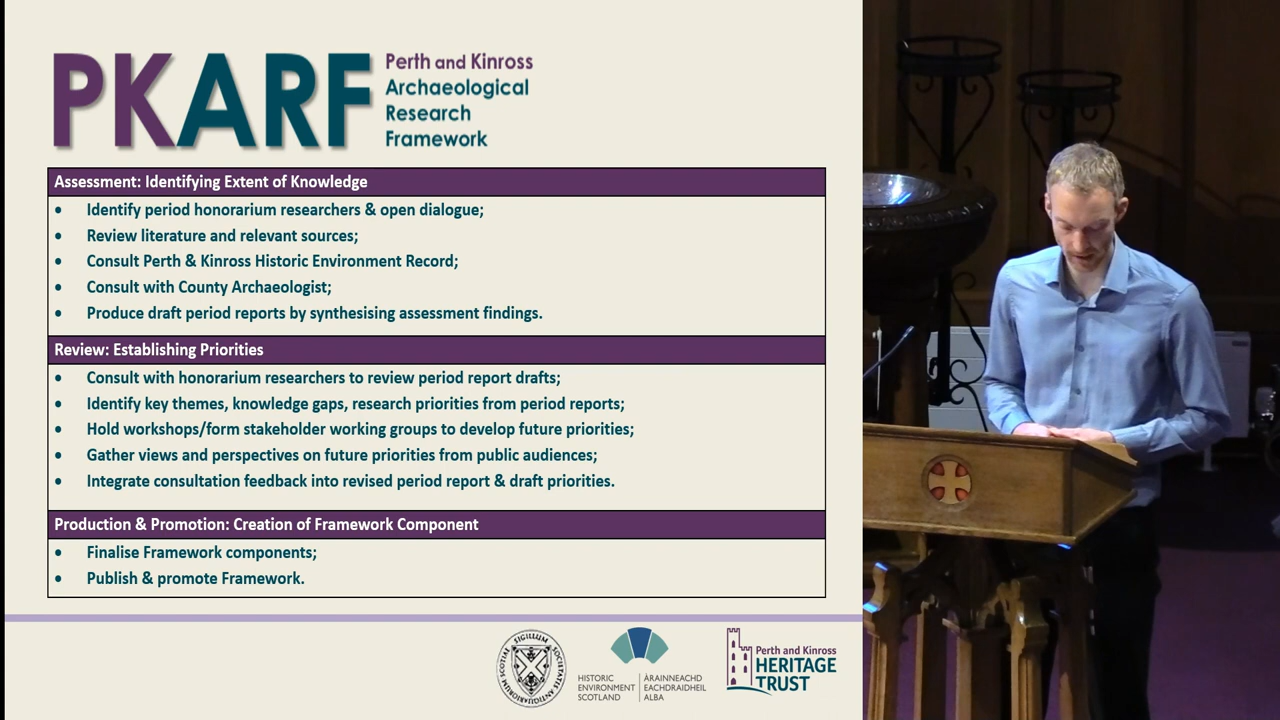 PKARF
Perth and Kinross
Archaeological
Research
Framework
Assessment: Identifying Extent of Knowledge
• Identify period honorarium researchers & open dialogue;
• Review literature and relevant sources;
• Consult Perth & Kinross Historic Environment Record;
• Consult with County Archaeologist;
• Produce draft period reports by synthesising assessment findings.
Review: Establishing Priorities
• Consult with honorarium researchers to review period report drafts;
• Identify key themes, knowledge gaps, research priorities from period reports;
• Hold workshops/form stakeholder working groups to develop future priorities;
• Gather views and perspectives on future priorities from public audiences;
• Integrate consultation feedback into revised period report & draft priorities.
Production & Promotion: Creation of Framework Component
• Finalise Framework components;
• Publish & promote Framework.
SIGILLUM
HISTORIC
ENVIRONMENT
SCOTLAND
ÀRAINNEACHD
EACHDRAIDHEIL
ALBA
Perth and Kinross
HERITAGE
TRUST